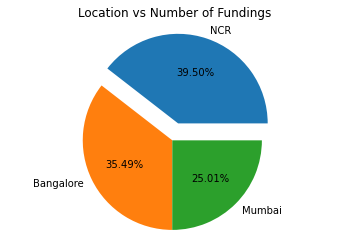 Location vs Number of Fundings
NCR
39.50%
35.49%
25.01%
Bangalore
Mumbai